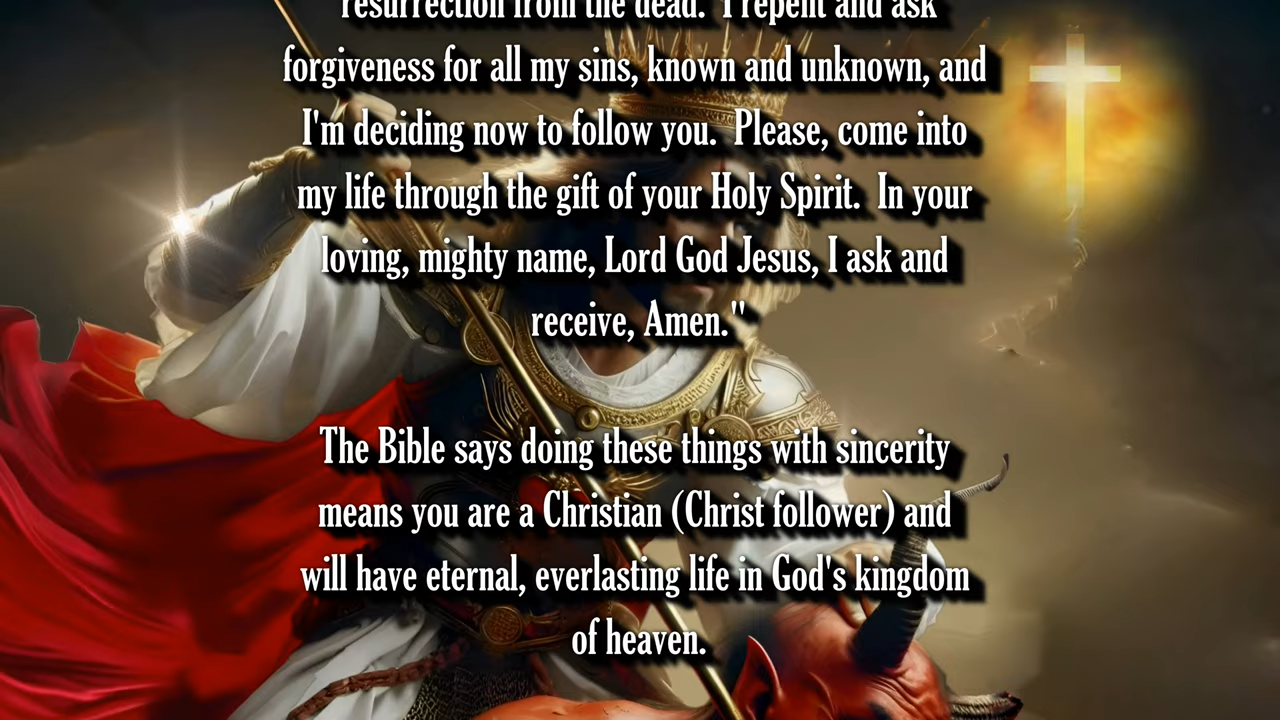 resurrection from the dead.  I repent and ask
forgiveness for all my sins, known and unknown, and
I'm deciding now to follow you.  Please, come into
my life through the gift of your Holy Spirit.  In your
loving, mighty name, Lord God Jesus, I ask and
receive, Amen."
The Bible says doing these things with sincerity
means you are a Christian (Christ follower) and
will have eternal, everlasting life in God's kingdom
of heaven.